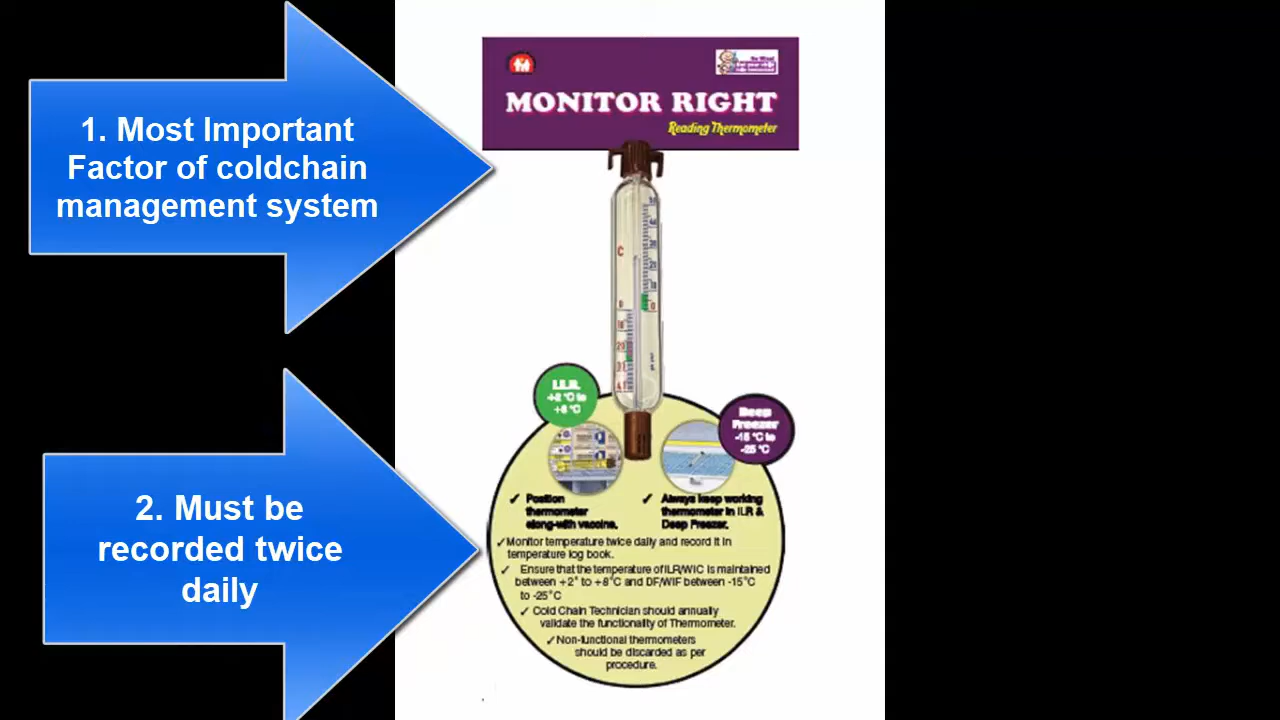 1. Most Important
Factor of coldchain
management system
2. Must be
recorded twice
daily
MONITOR RIGHT
Reading Thermometer
C
I.L.R.
+2 °C to
+8 °C
Deep
Freezer
-15 °C to
-25 °C
✓ Position
thermometer
along-with vaccine.
✓ Always keep working
thermometer in ILR &
Deep Freezer.
✓ Monitor temperature twice daily and record it in
temperature log book.
✓ Ensure that the temperature of ILR/WIC is maintained
between +2° to +8°C and DF/WIF between -15°C
to -25°C
✓ Cold Chain Technician should annually
validate the functionality of Thermometer.
✓ Non-functional thermometers
should be discarded as per
procedure.